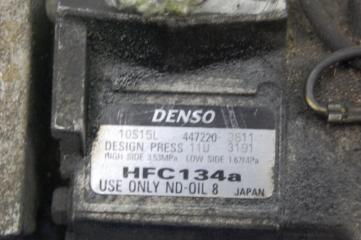 DENSO
10S15L 447220-3611
DESIGN PRESS 11U 3191
HIGH SIDE 3.53MPa LOW SIDE 1.67MPa
HFC134a
USE ONLY ND-OIL 8 JAPAN